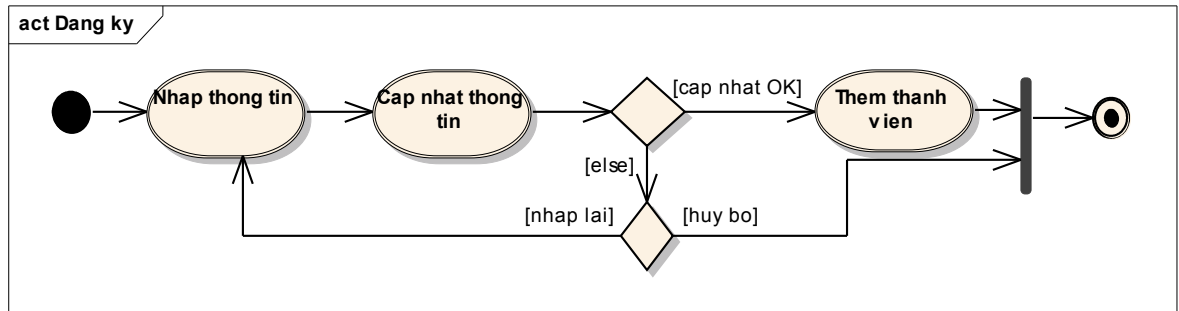 act Dang ky
Nhap thong tin
Cap nhat thong
tin
[cap nhat OK]
Them thanh
vien
[else]
[nhap lai]
[huy bo]